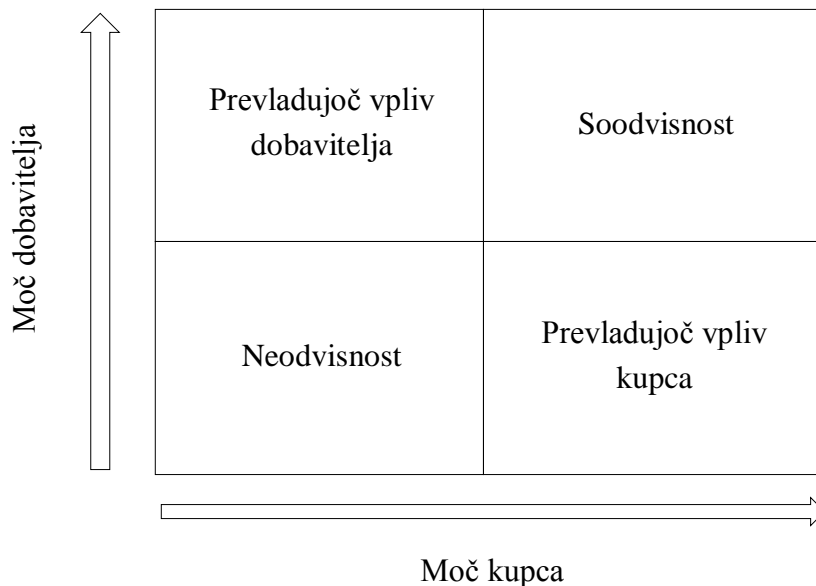 Moč dobavitelja
Prevladujoč vpliv
dobavitelja
Soodvisnost
Neodvisnost
Prevladujoč vpliv
kupca
Moč kupca